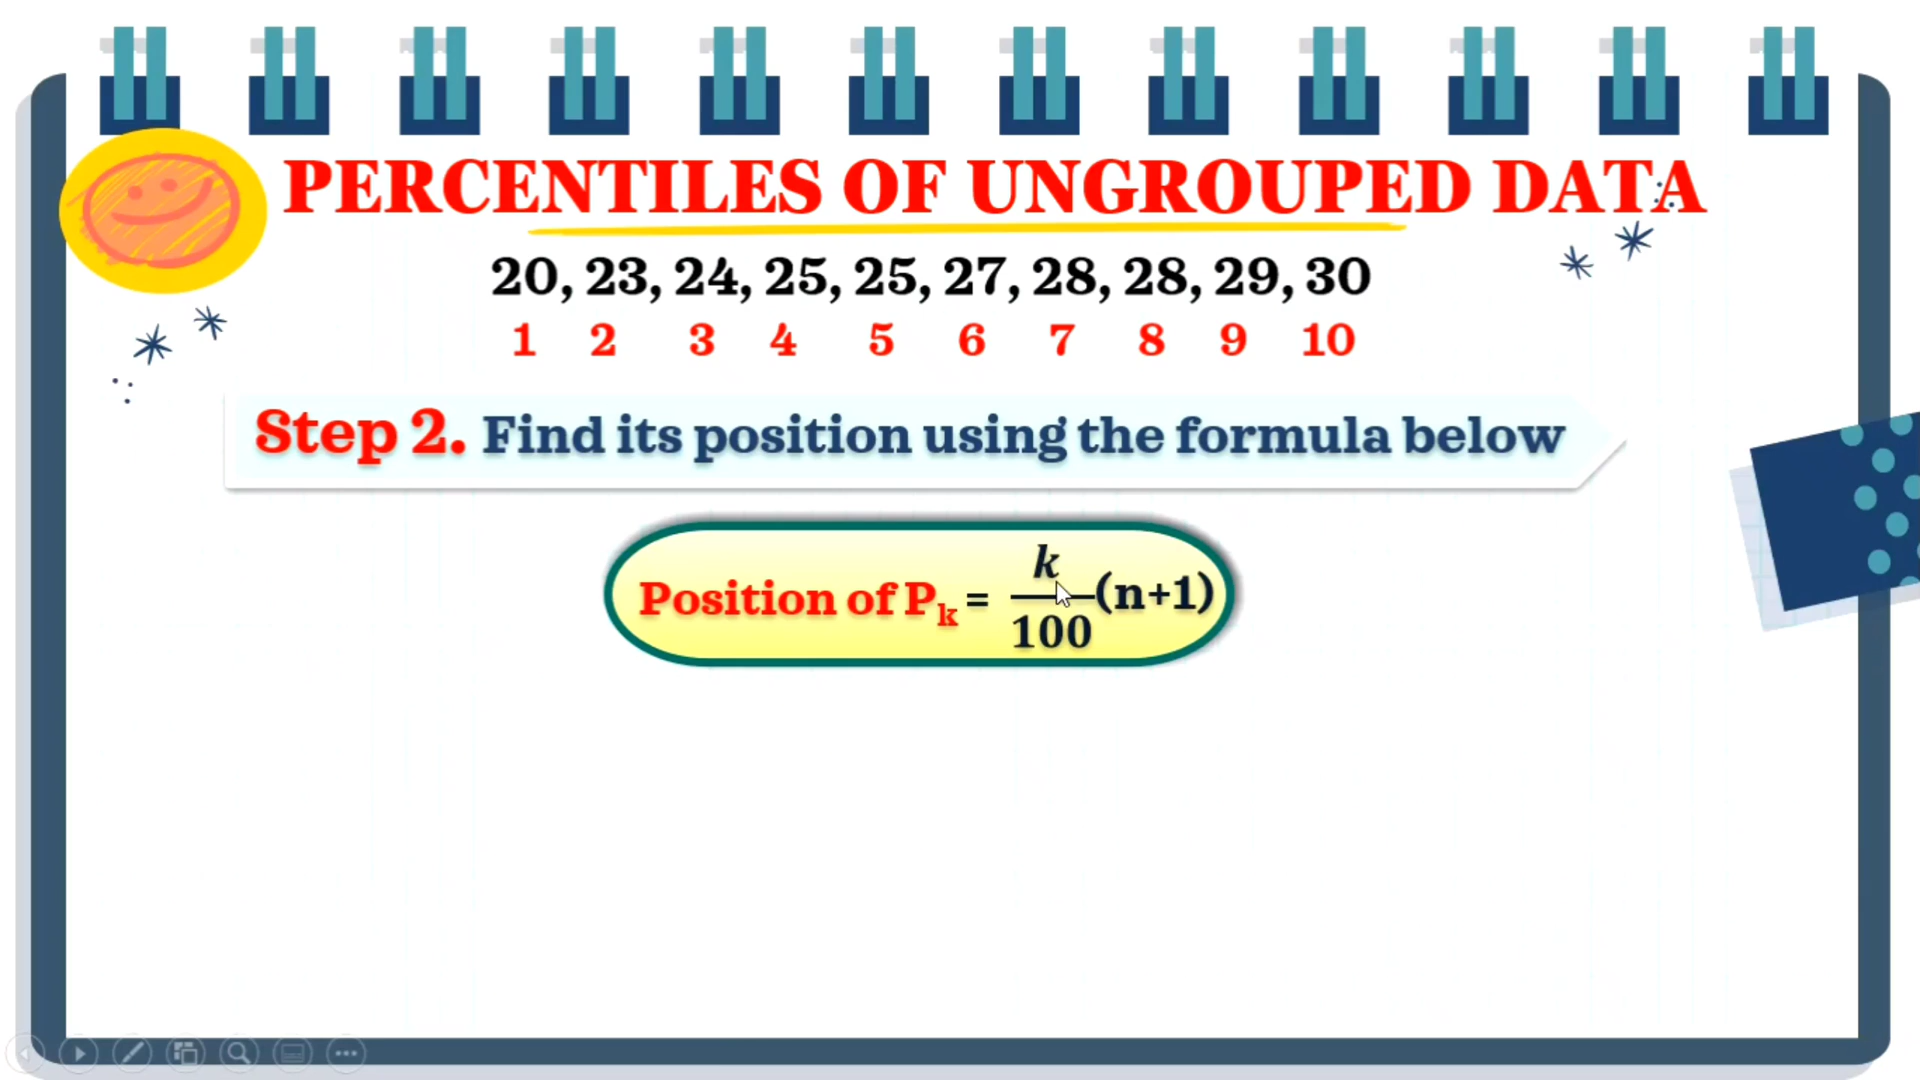 PERCENTILES OF UNGROUPED DATA
20, 23, 24, 25, 25, 27, 28, 28, 29, 30
1 2 3 4 5 6 7 8 9 10
Step 2. Find its position using the formula below
Position of Pk = k/100 (n+1)